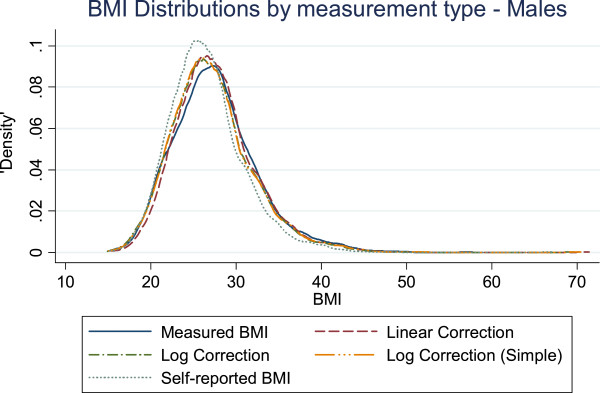 BMI Distributions by measurement type - Males
'Density'
.1
.08
.06
.04
.02
0
10 20 30 40 50 60 70
BMI
Measured BMI
Linear Correction
Log Correction
Log Correction (Simple)
Self-reported BMI